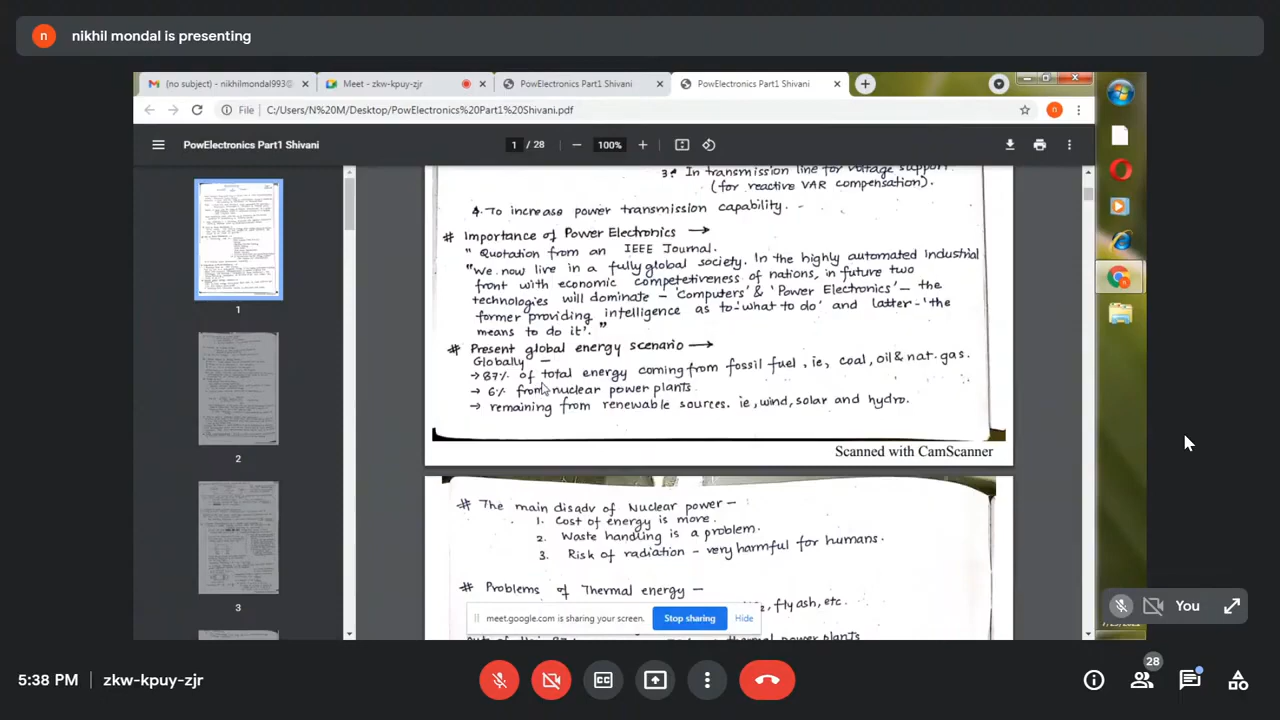 n nikhil mondal is presenting
(no subject) - nikhilmondal993@
Meet - zkw-kpuy-zjr
PowElectronics Part1 Shivani
PowElectronics Part1 Shivani
File C:/Users/N%20M/Desktop/PowElectronics%20Part1%20Shivani.pdf
n
PowElectronics Part1 Shivani
1 / 28
100%
1
2
3
3. In transmission line for voltage support
(for reactive VAR compensation).
4. To increase power transmission capability. -
# Importance of Power Electronics →
" Quotation from an IEEE Journal.
"We now live in a fully global society. In the highly automated Industrial
front with economic competetiveness of nations, in future two
technologies will dominate - 'Computers' & 'Power Electronics' - the
former providing intelligence as to-'what to do' and latter-'the
means to do it'."
# Present global energy scenario →
Globally —
→ 87% of total energy coming from fossil fuel, ie, coal, oil & nat. gas.
→ 6% from nuclear power plants
→ remaining from renewable sources. ie, wind, solar and hydro.
Scanned with CamScanner
# The main disadv of Nuclear power -
1. Cost of energy is more.
2. Waste handling is a problem.
3. Risk of radiation - very harmful for humans.
# Problems of Thermal energy -
fly ash, etc.
meet.google.com is sharing your screen.
Stop sharing
Hide
thermal power plants
You
5:38 PM
zkw-kpuy-zjr
28